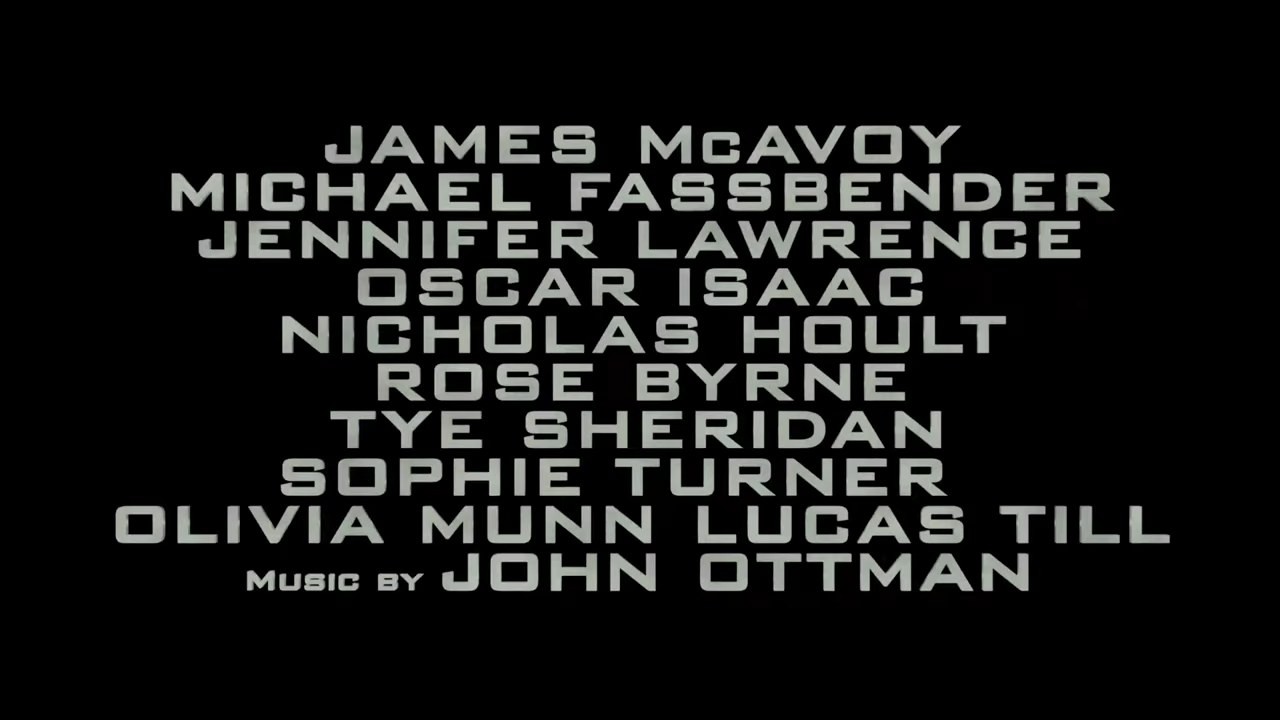 JAMES McAVOY
MICHAEL FASSBENDER
JENNIFER LAWRENCE
OSCAR ISAAC
NICHOLAS HOULT
ROSE BYRNE
TYE SHERIDAN
SOPHIE TURNER
OLIVIA MUNN LUCAS TILL
MUSIC BY JOHN OTTMAN